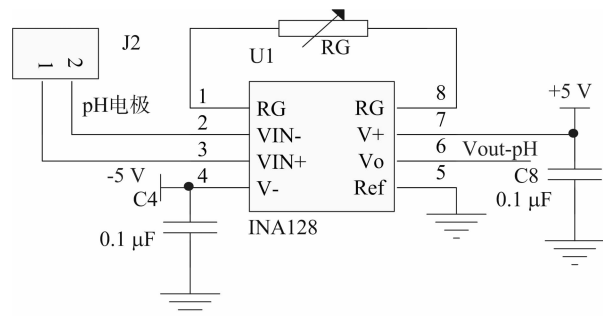 J2
1 2
pH电极
U1
RG
1
2
3
4
RG
VIN-
VIN+
V-
RG
V+
Vo
Ref
8
7
6
5
INA128
-5 V
C4
0.1 μF
Vout-pH
+5 V
C8
0.1 μF